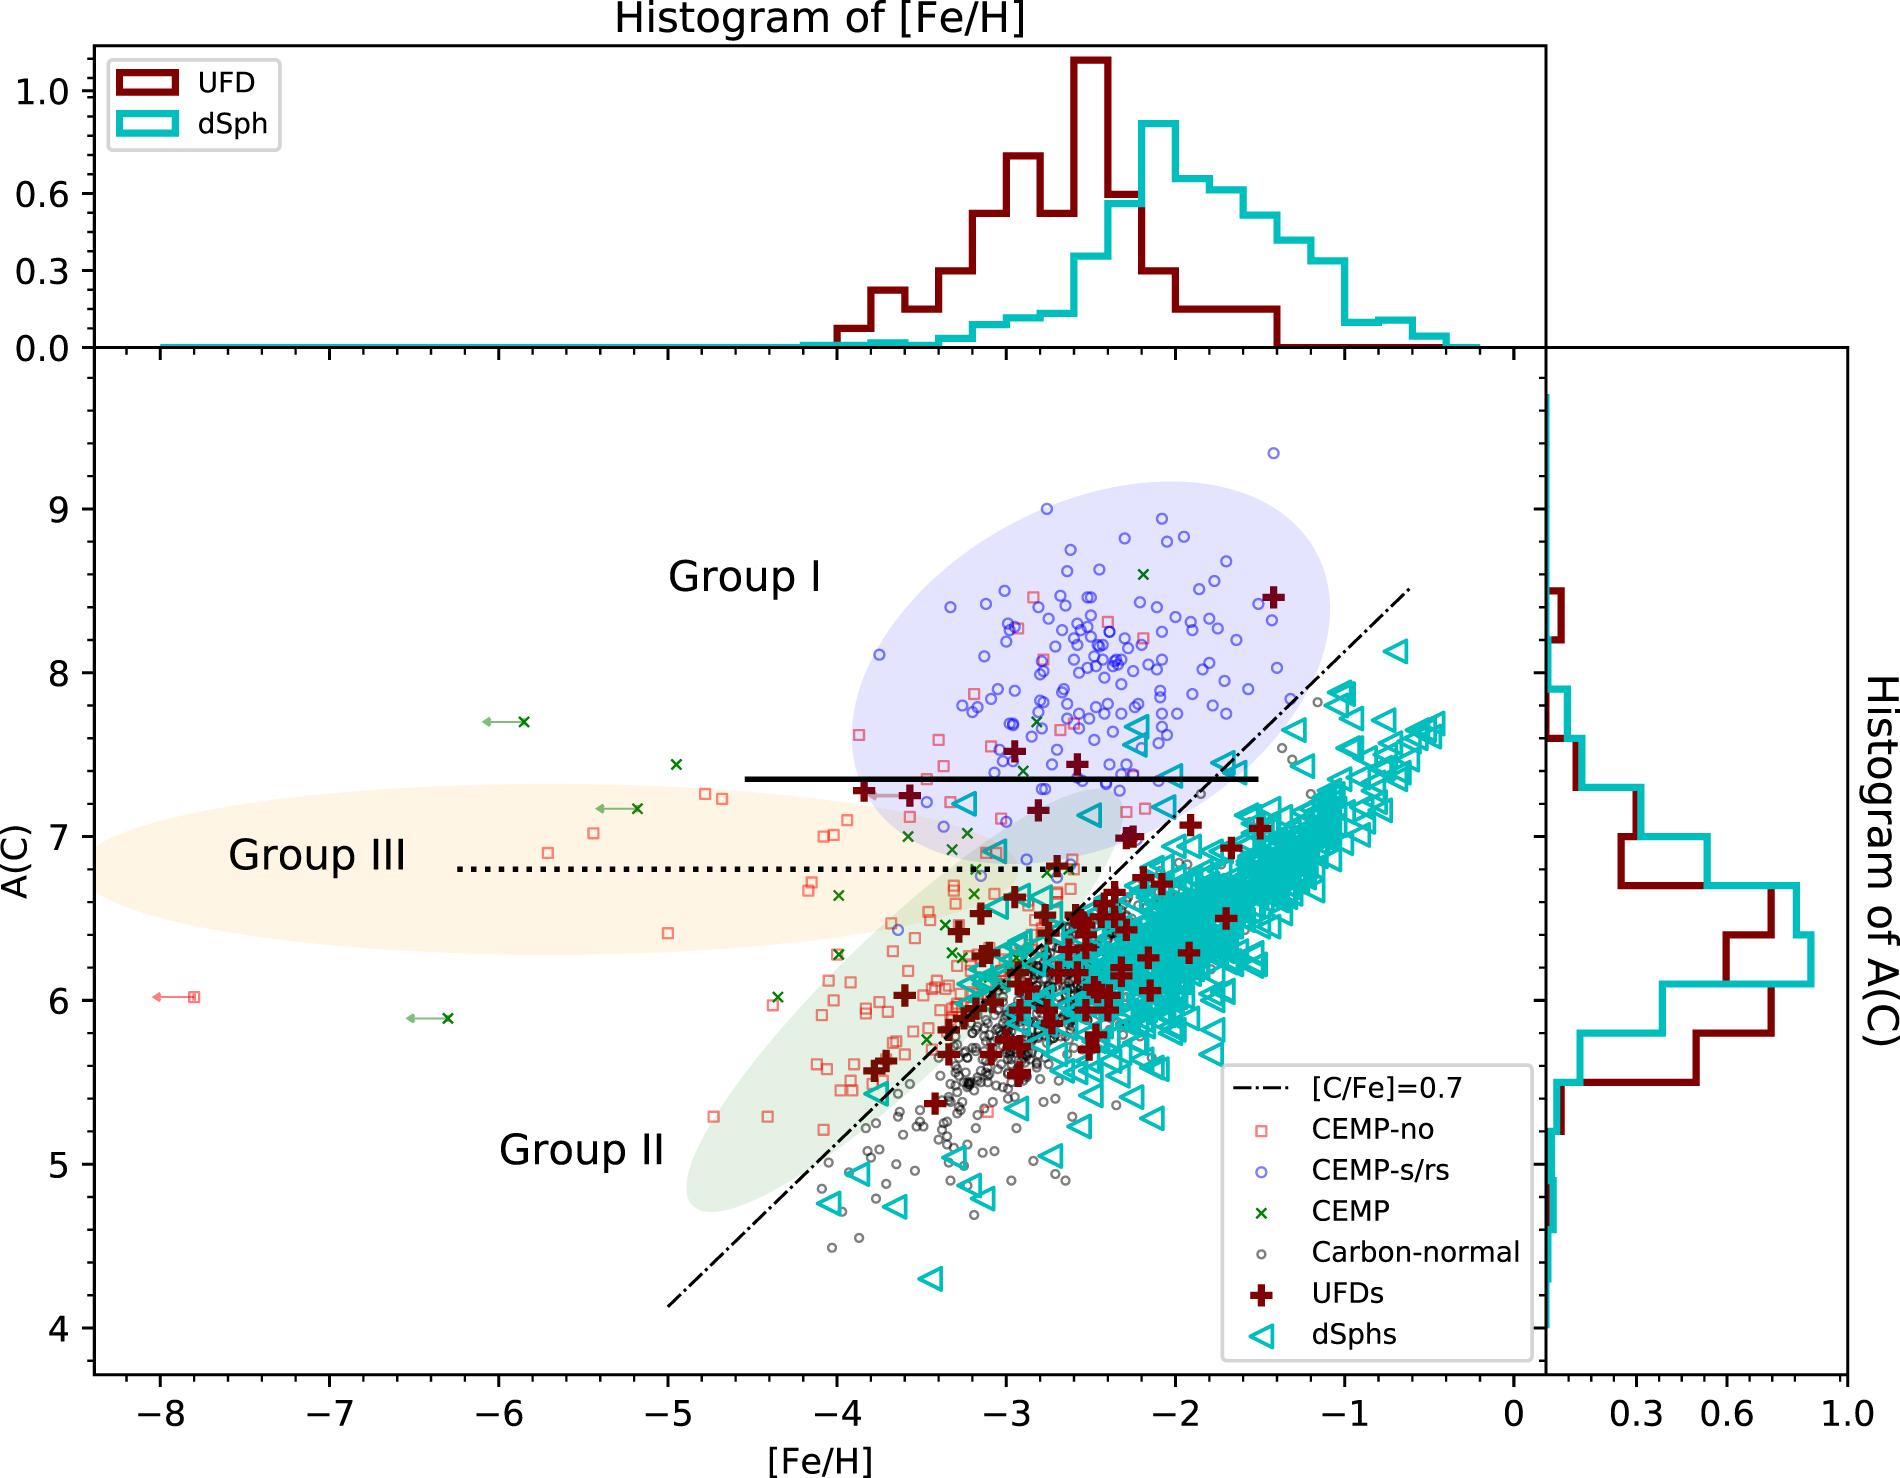 Histogram of [Fe/H]
UFD
dSph
1.0
0.6
0.3
0.0
9
8
7
6
5
4
A(C)
Group I
Group III
Group II
[C/Fe]=0.7
CEMP-no
CEMP-s/rs
CEMP
Carbon-normal
UFDs
dSphs
Histogram of A(C)
−8 −7 −6 −5 −4 −3 −2 −1 0 0.3 0.6 1.0
[Fe/H]